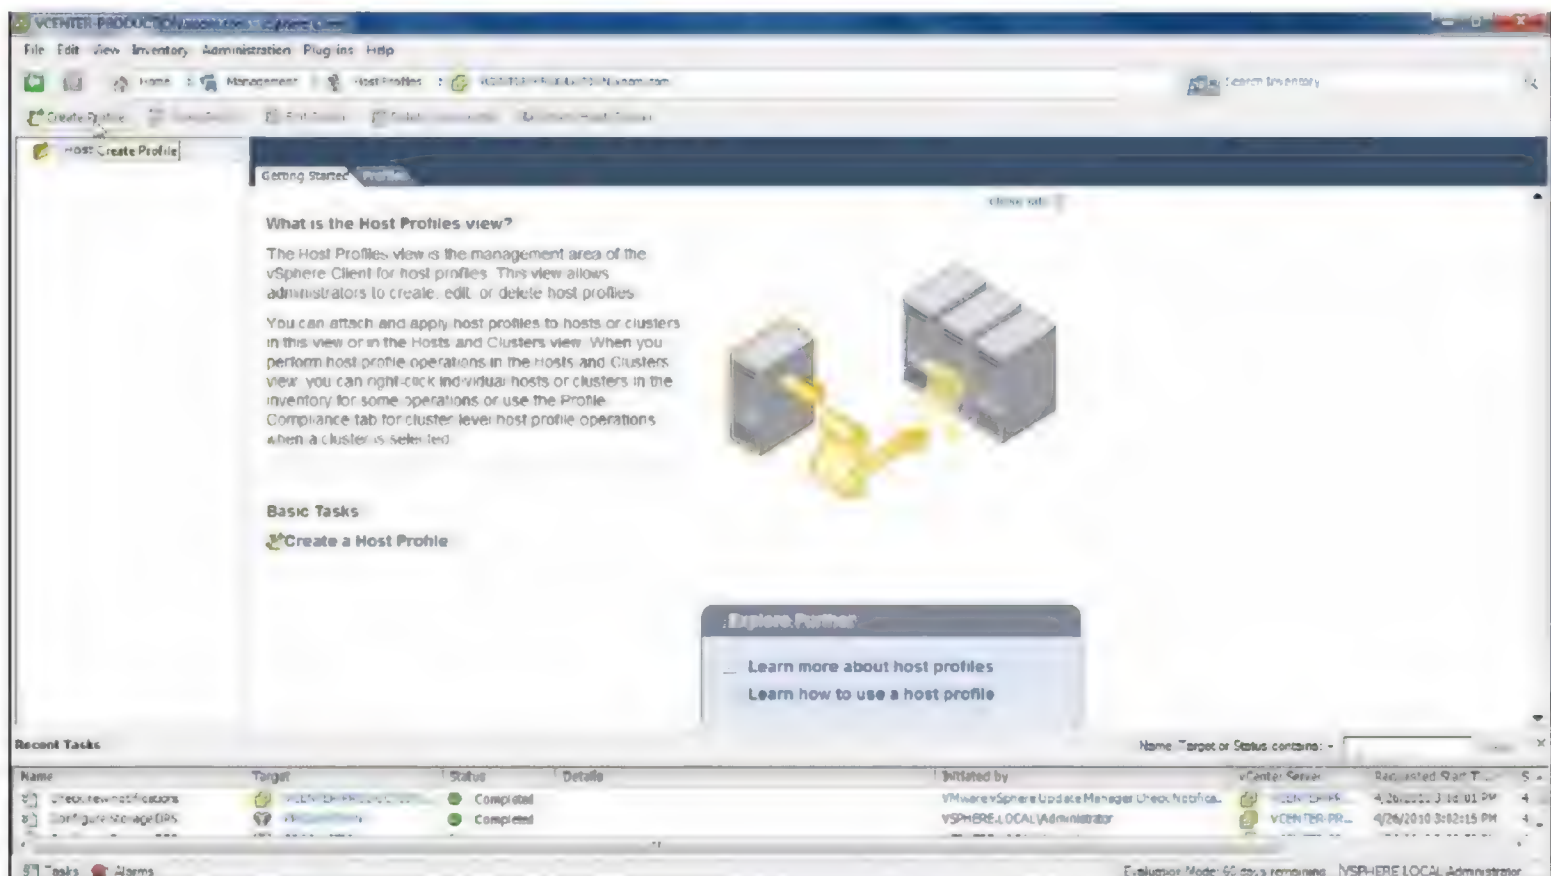 VCENTER-PRODUCTION
File Edit View Inventory Administration Plug-ins Help
Home Management Host Profiles
Search Inventory
Create Profile
Host Create Profile
Getting Started Profiles
close tab
What is the Host Profiles view?
The Host Profiles view is the management area of the
vSphere Client for host profiles. This view allows
administrators to create, edit, or delete host profiles
You can attach and apply host profiles to hosts or clusters
in this view or in the Hosts and Clusters view. When you
perform host profile operations in the Hosts and Clusters
view, you can right-click individual hosts or clusters in the
inventory for some operations or use the Profile
Compliance tab for cluster level host profile operations
when a cluster is selected.
Basic Tasks
Create a Host Profile
Explore Further
Learn more about host profiles
Learn how to use a host profile
Recent Tasks
Name, Target or Status contains:
Name Target Status Details Initiated by vCenter Server Requested Start T... S
Check new notifications Completed VMware vSphere Update Manager Check Notifica... 4
Configure Storage DRS Completed VSPHERE.LOCAL\Administrator VCENTER-PR... 4/26/2010 3:02:15 PM 4
Tasks Alarms
Evaluation Mode: days remaining VSPHERE.LOCAL Administrator